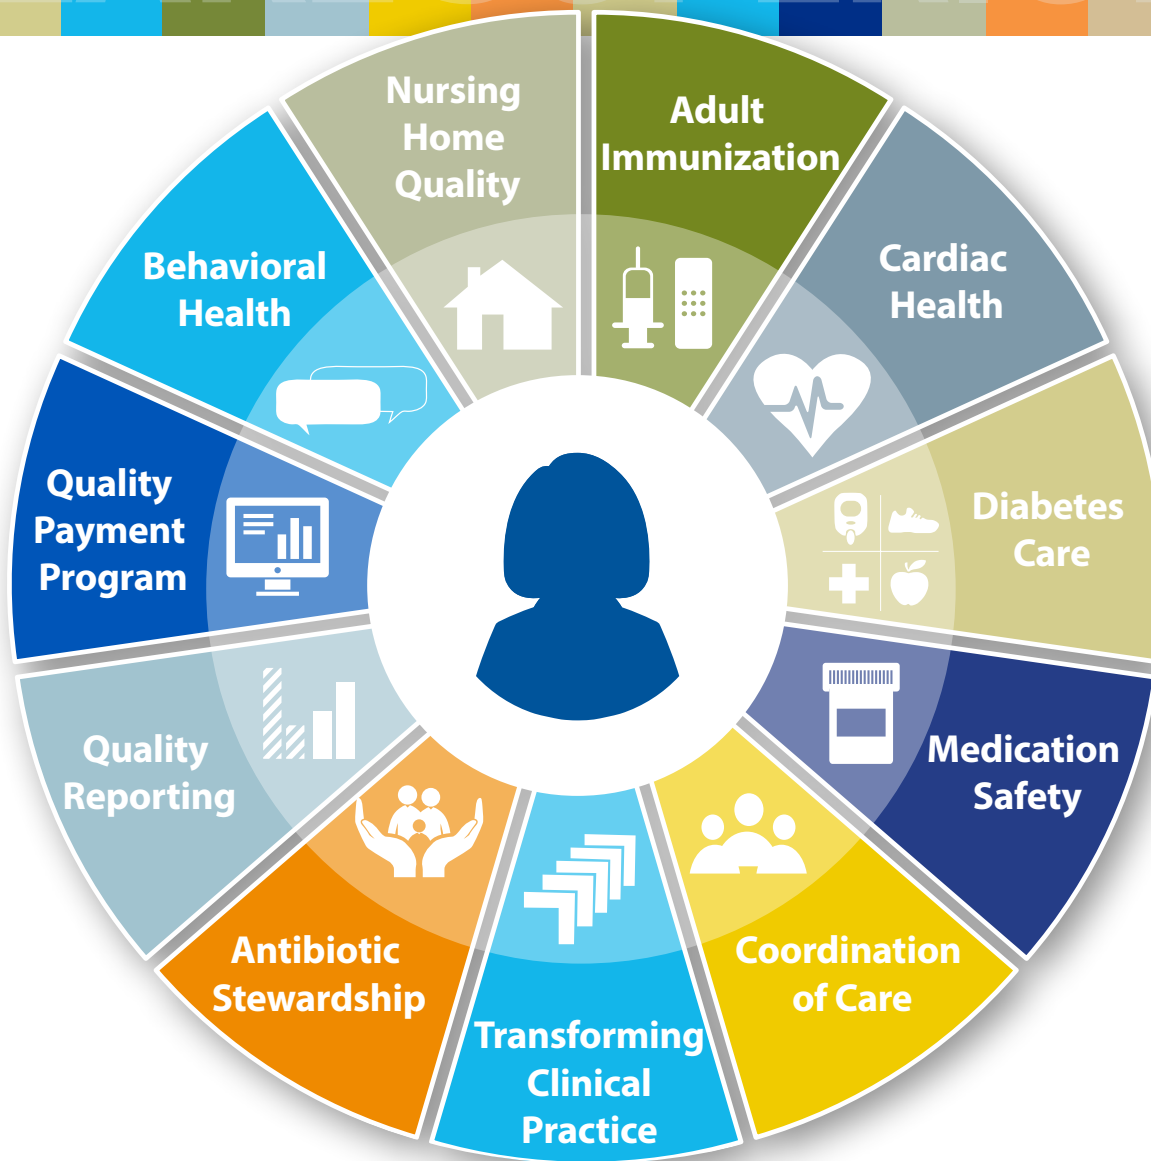 Nursing
Home
Quality
Adult
Immunization
Cardiac
Health
Diabetes
Care
Medication
Safety
Coordination
of Care
Transforming
Clinical
Practice
Antibiotic
Stewardship
Quality
Reporting
Quality
Payment
Program
Behavioral
Health